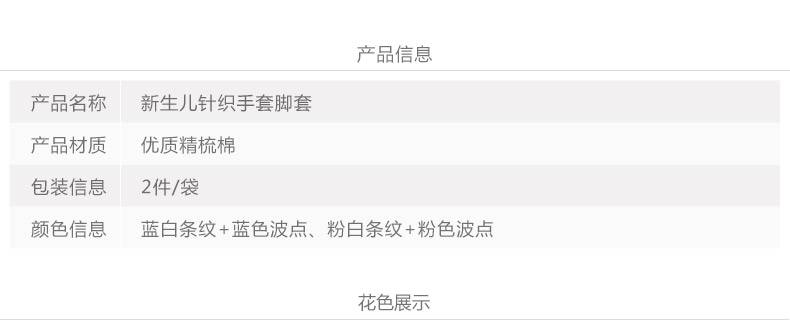 产品信息
产品名称 新生儿针织手套脚套
产品材质 优质精梳棉
包装信息 2件/袋
颜色信息 蓝白条纹+蓝色波点、粉白条纹+粉色波点
花色展示